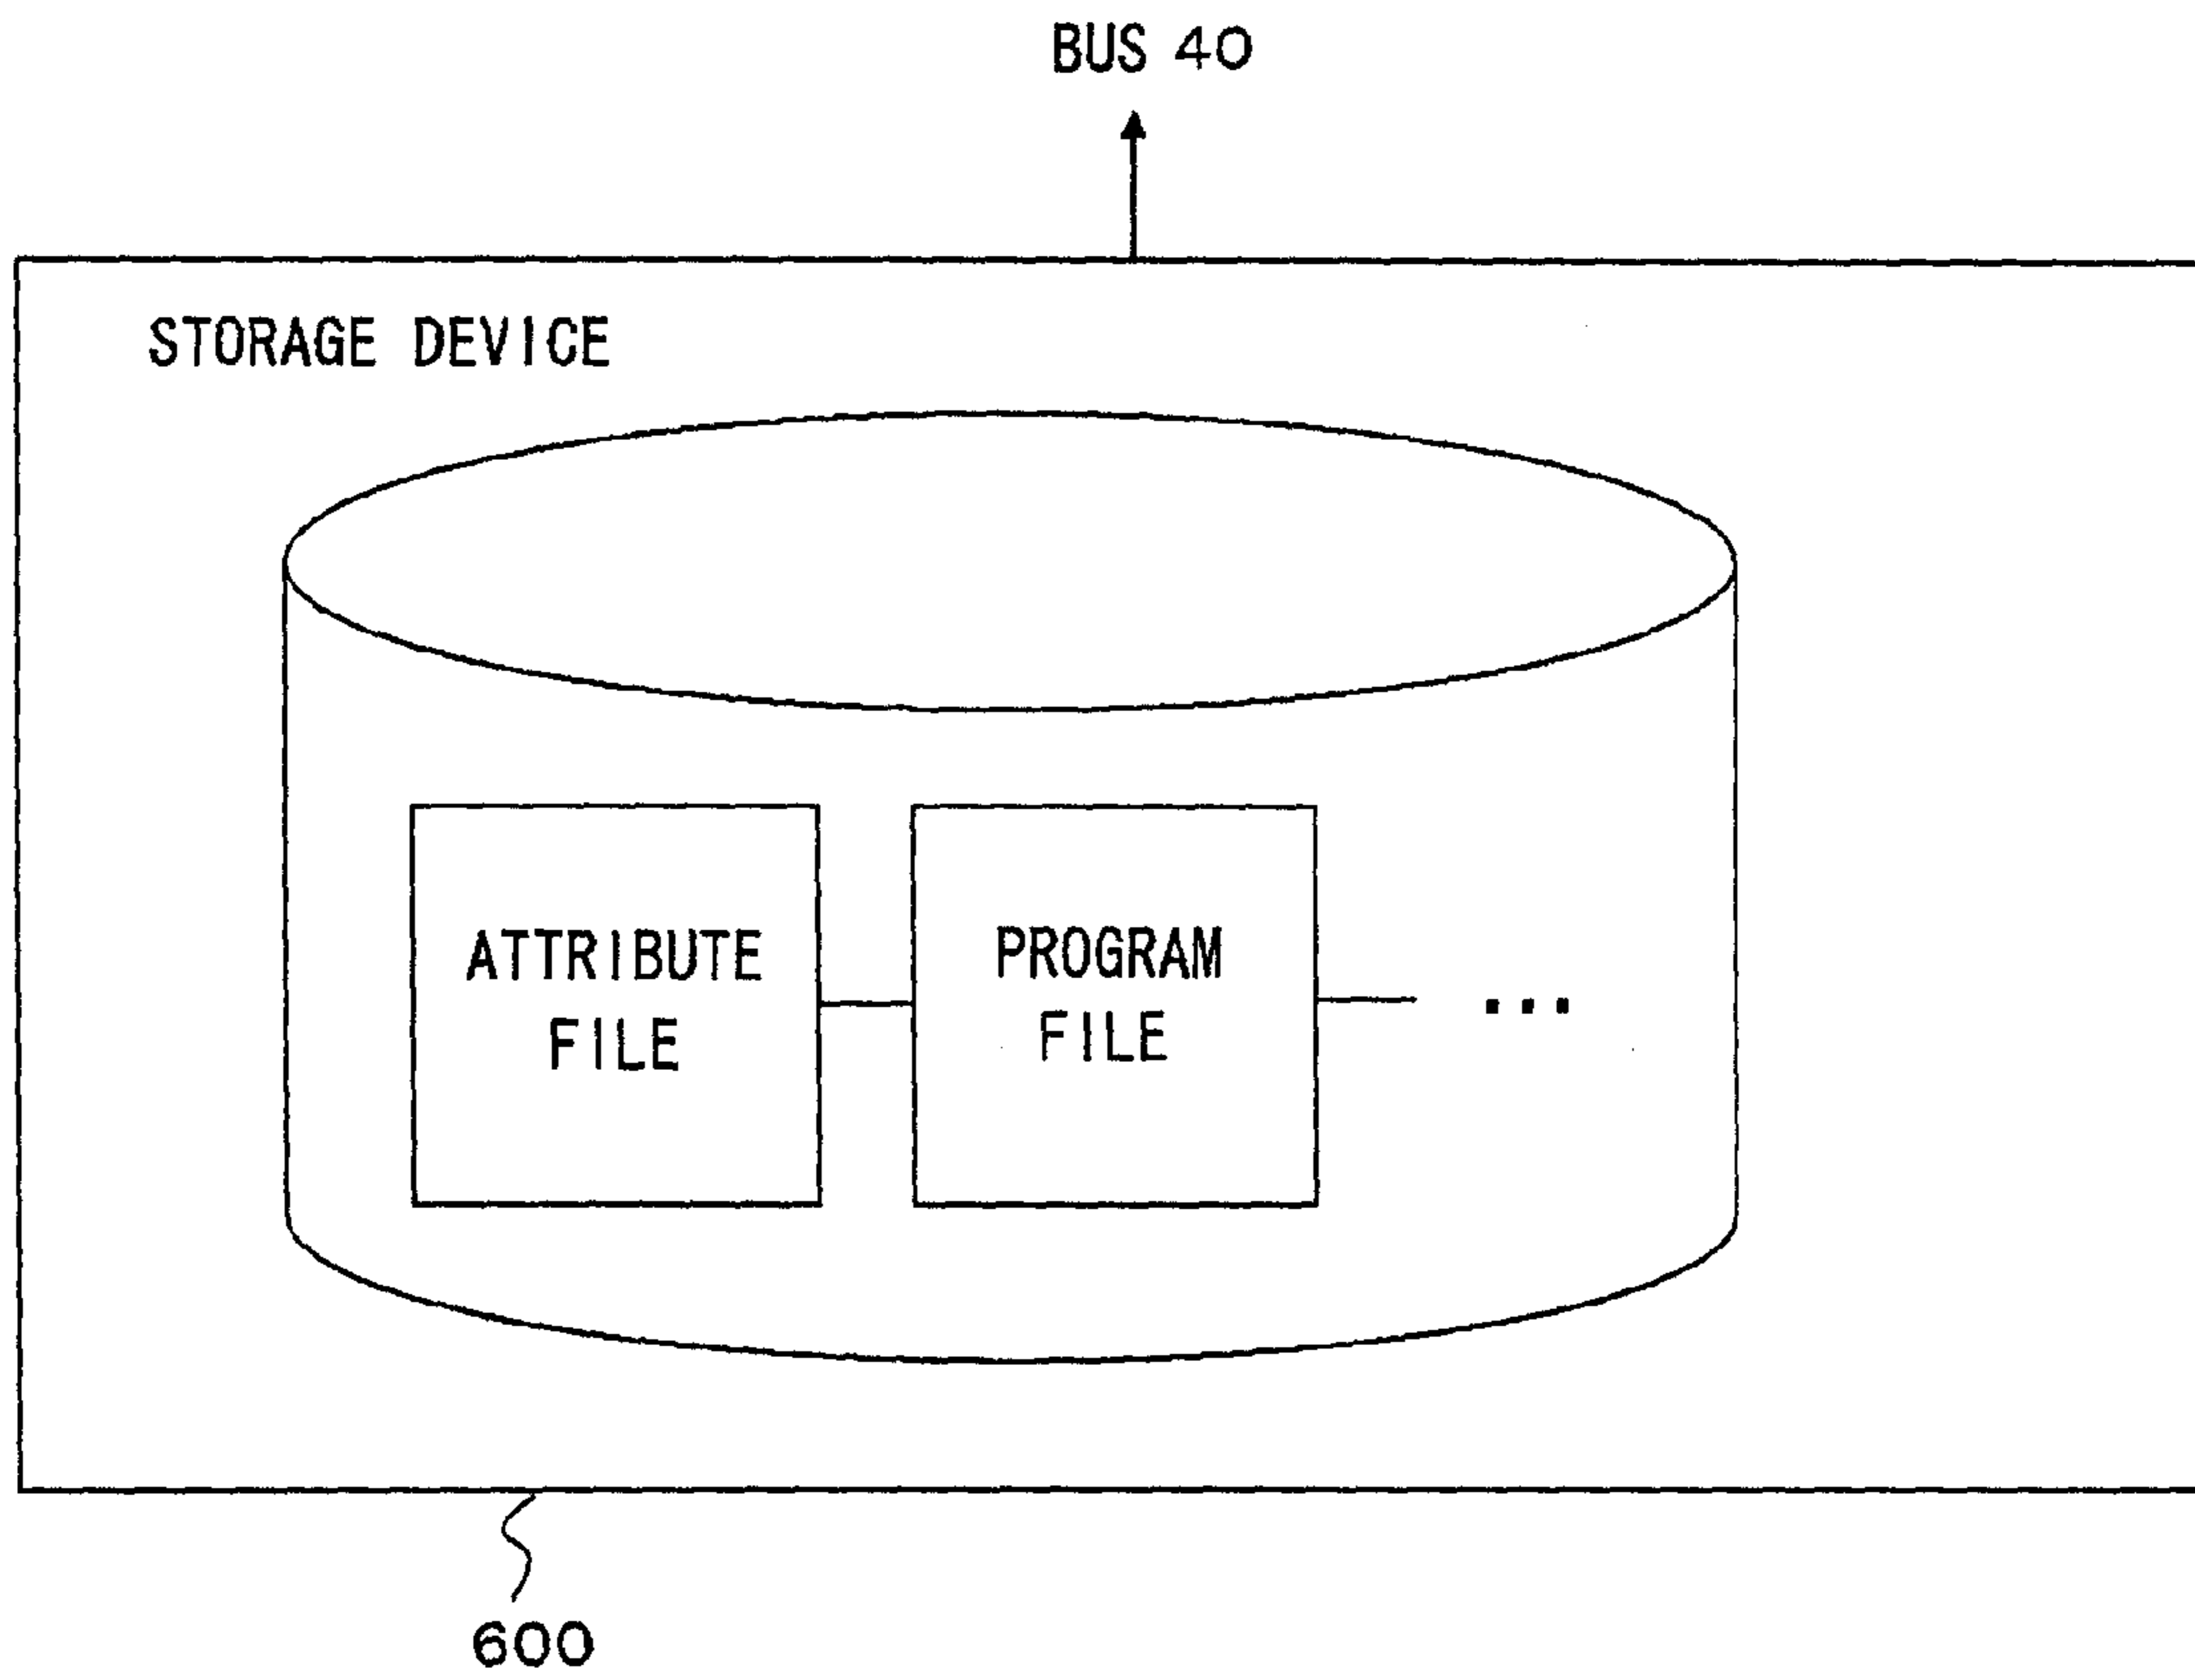 BUS 40
STORAGE DEVICE
ATTRIBUTE
FILE
PROGRAM
FILE
...
600